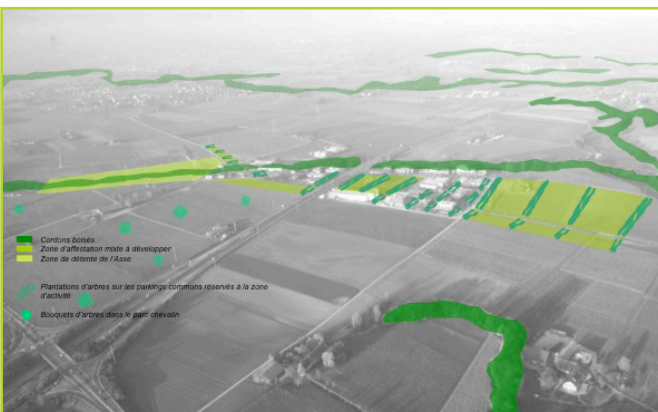 Cordons boisés
Zone d'affectation mixte à développer
Zone de détente de l'Asse
Plantations d'arbres sur les parkings communs réservés à la zone
d'activité
Bouquets d'arbres dans le parc chevalin